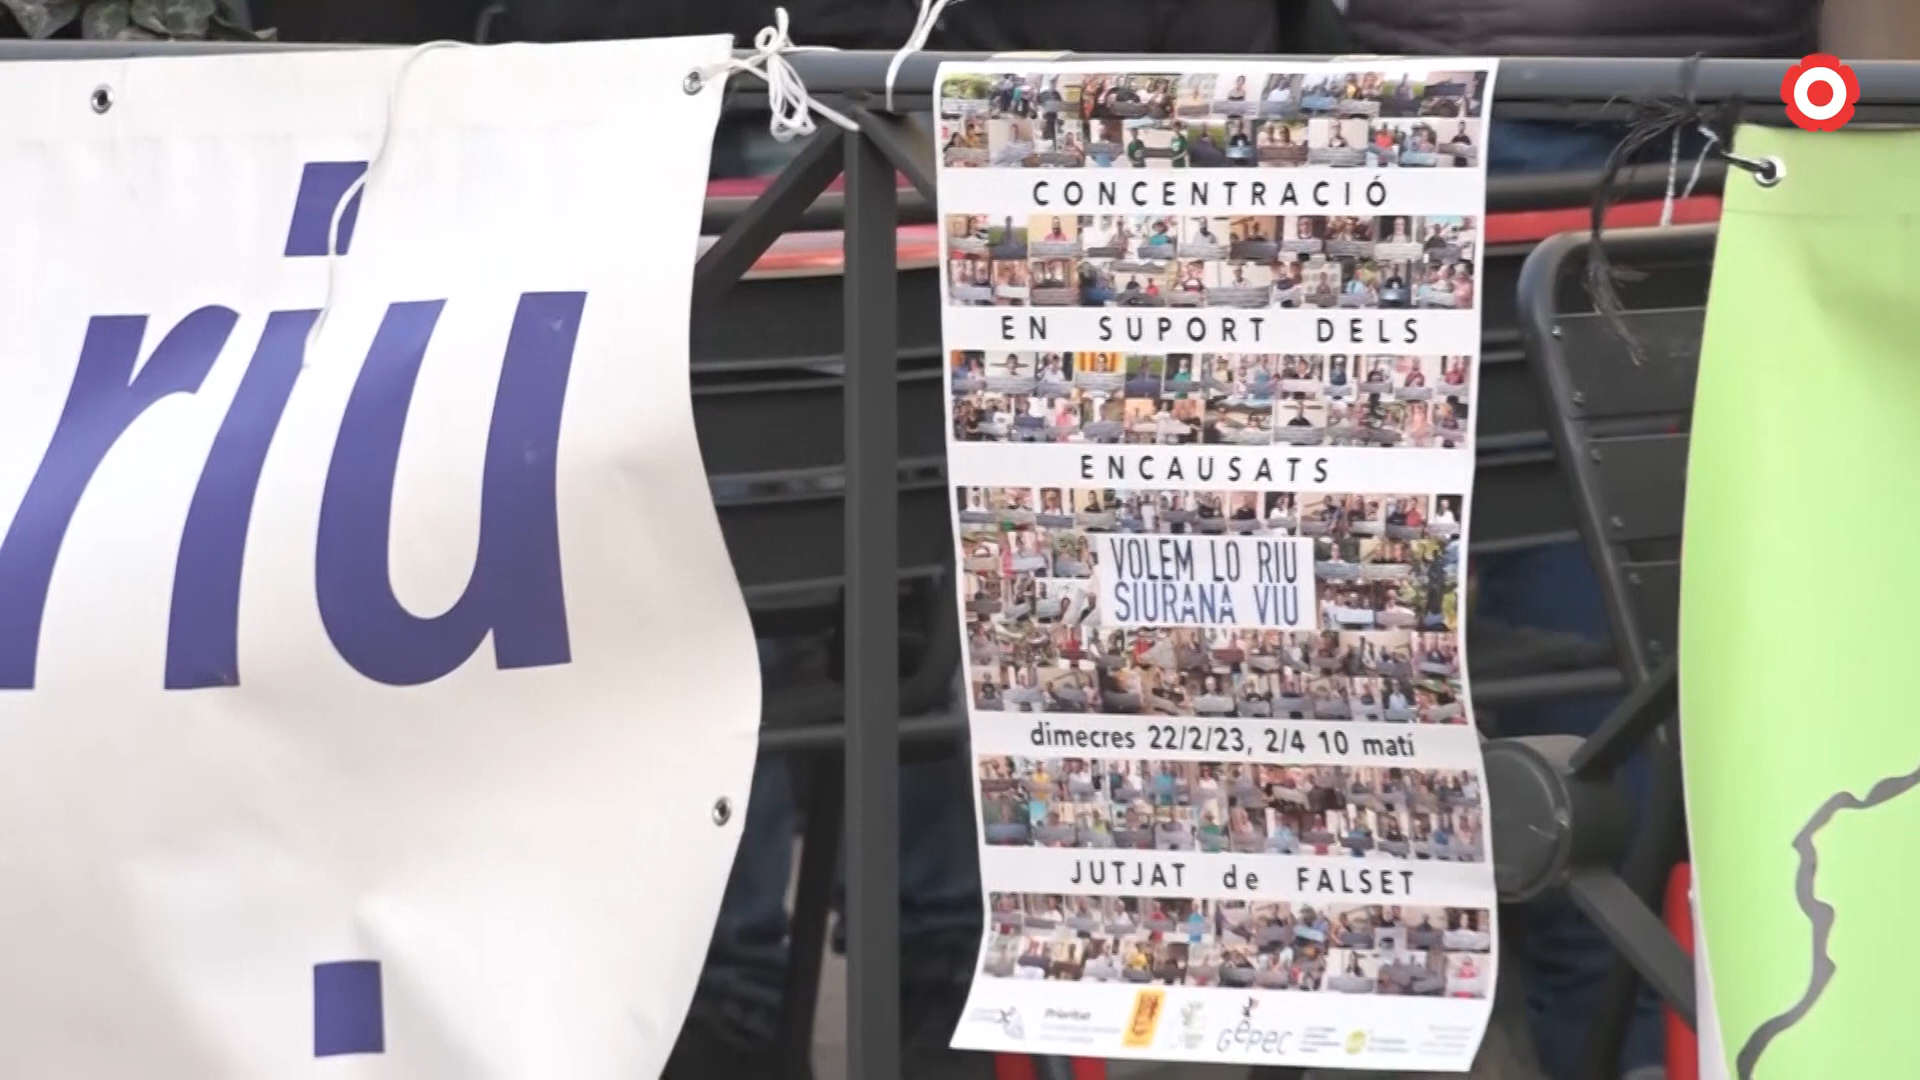 riu
CONCENTRACIÓ
EN SUPORT DELS
ENCAUSATS
VOLEM LO RIU
SIURANA VIU
dimecres 22/2/23, 2/4 10 matí
JUTJAT de FALSET
Prioritat
GEPEC